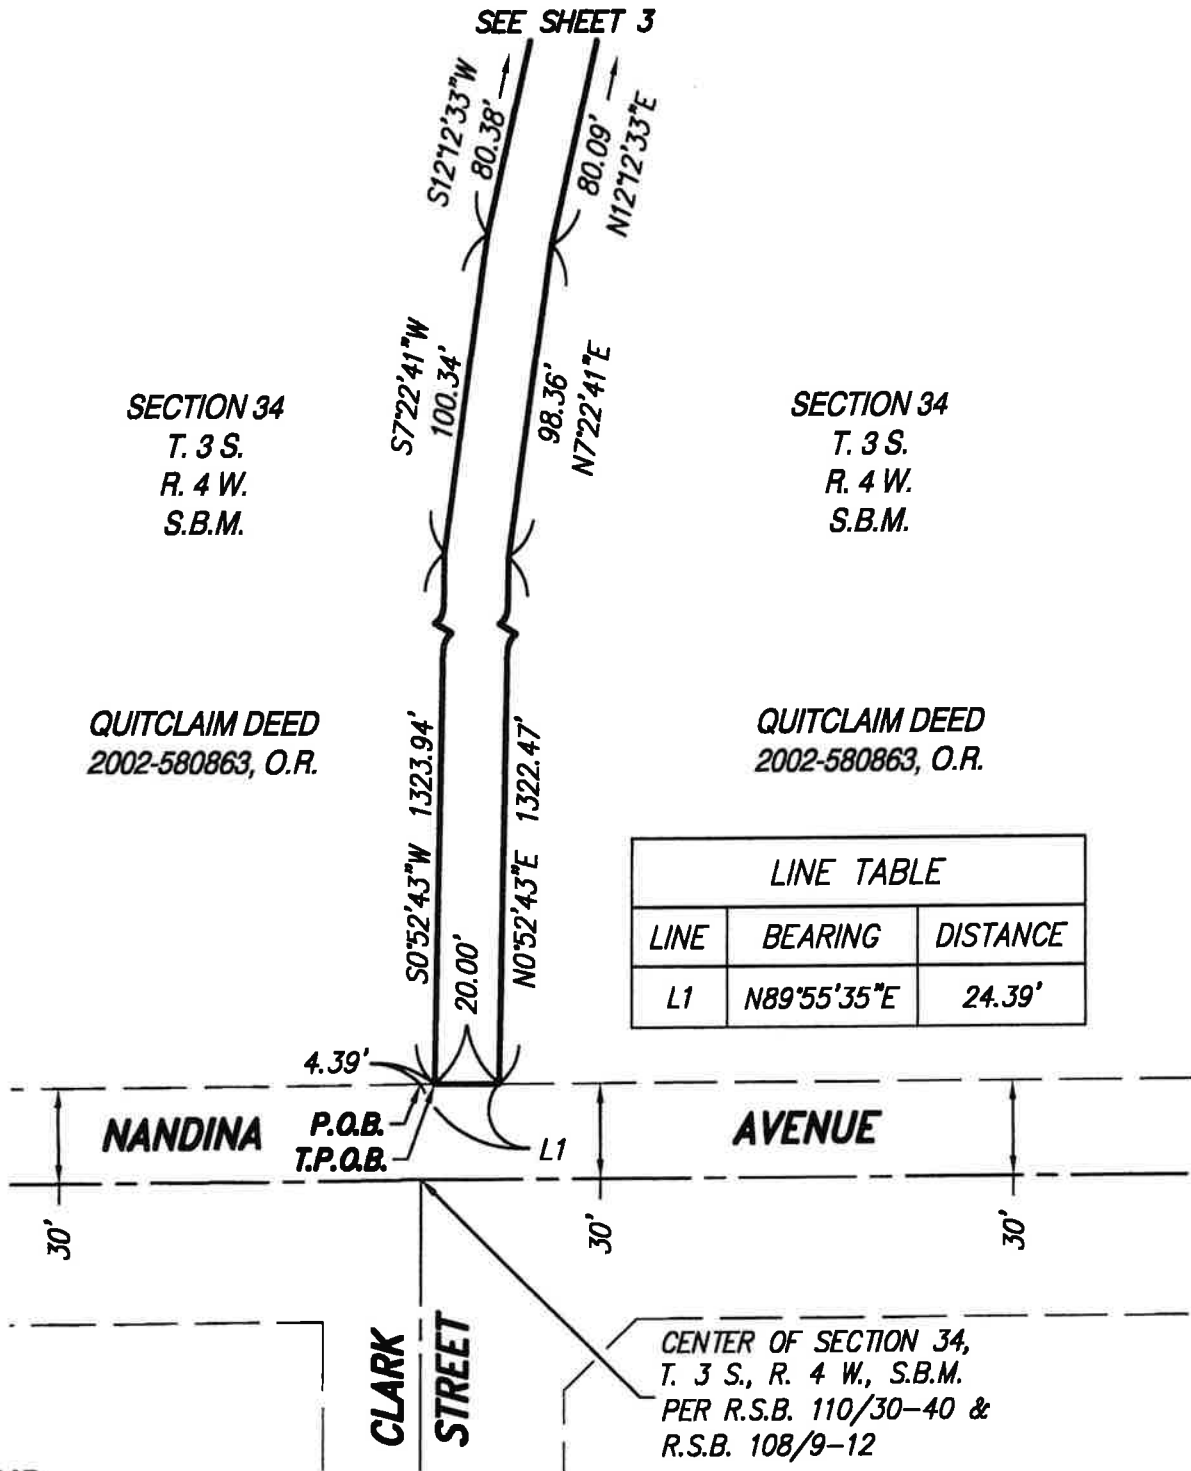 SEE SHEET 3
S12°12'33"W
80.38'
80.09'
N12°12'33"E
S7°22'41"W
100.34'
98.36'
N7°22'41"E
SECTION 34
T. 3 S.
R. 4 W.
S.B.M.
SECTION 34
T. 3 S.
R. 4 W.
S.B.M.
QUITCLAIM DEED
2002-580863, O.R.
QUITCLAIM DEED
2002-580863, O.R.
S0°52'43"W 1323.94'
N0°52'43"E 1322.47'
20.00'
LINE TABLE
LINE BEARING DISTANCE
L1 N89°55'35"E 24.39'
4.39'
P.O.B.
T.P.O.B.
L1
NANDINA AVENUE
30'
30'
30'
CLARK
STREET
CENTER OF SECTION 34,
T. 3 S., R. 4 W., S.B.M.
PER R.S.B. 110/30-40 &
R.S.B. 108/9-12